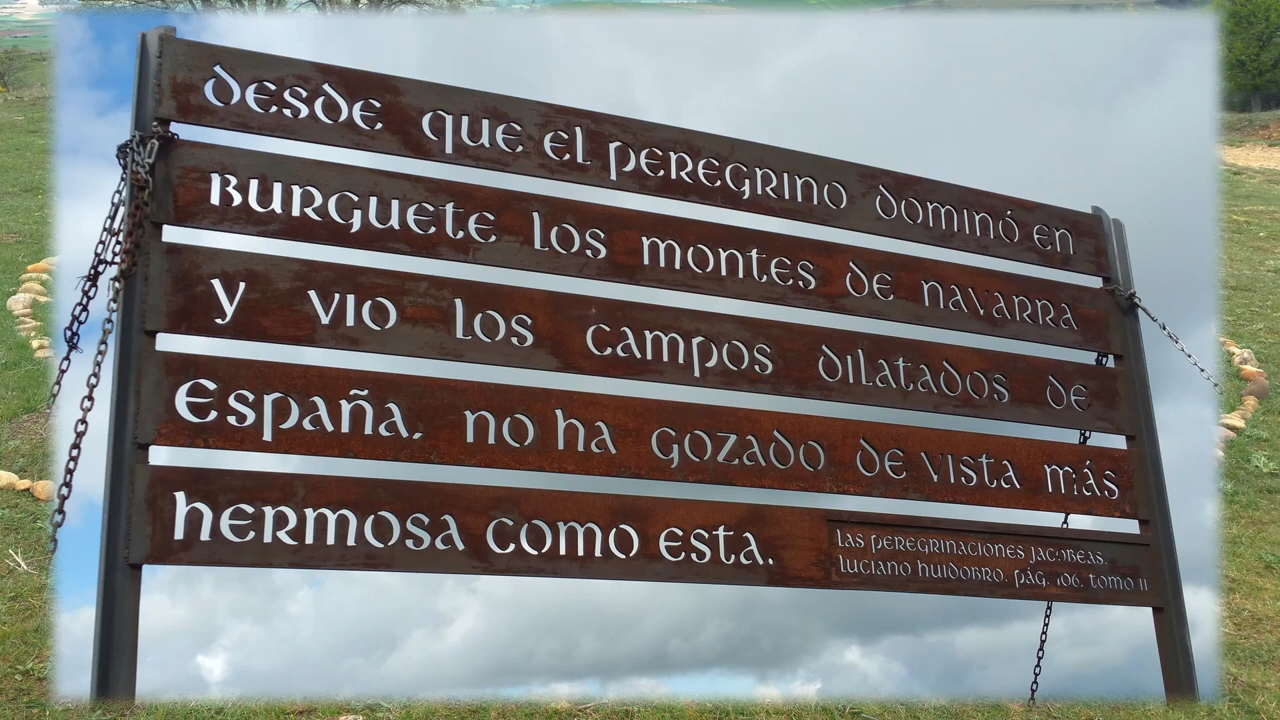 desde que el peregrino dominó en
Burguete los montes de navarra
y vio los campos dilatados de
España, no ha gozado de vista más
hermosa como esta.
Las peregrinaciones jacobeas.
Luciano Huidobro. pág. 106. tomo II